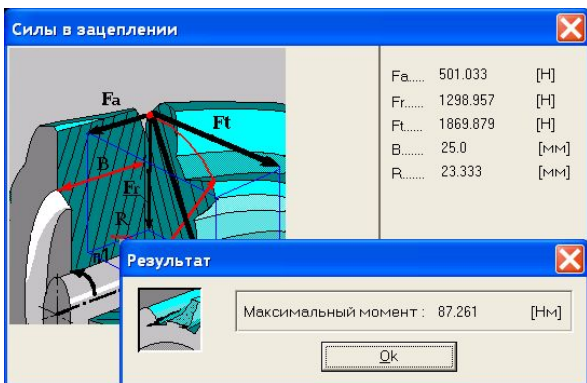 Силы в зацеплении
Fa..... 501.033 [Н]
Fr..... 1298.957 [Н]
Ft..... 1869.879 [Н]
B....... 25.0 [мм]
R....... 23.333 [мм]
Fa
Ft
B
Fr
R
Результат
Максимальный момент : 87.261 [Нм]
Ok